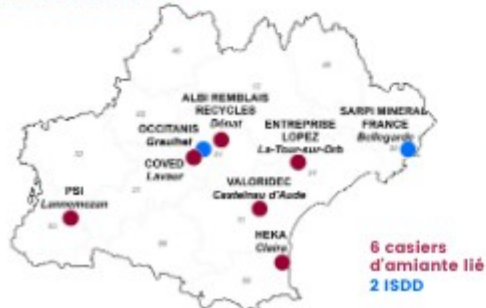 ALBI REMBLAIS
RECYCLES
Dénat
OCCITANIS
Graulhet
COVED
Lavaur
ENTREPRISE
LOPEZ
La-Tour-sur-Orb
SARPI MINERAL
FRANCE
Bellegarde
PSI
Lannemezan
VALORIDEC
Castelnau d'Aude
HEKA
Claira
6 casiers
d'amiante lié
2 ISDD